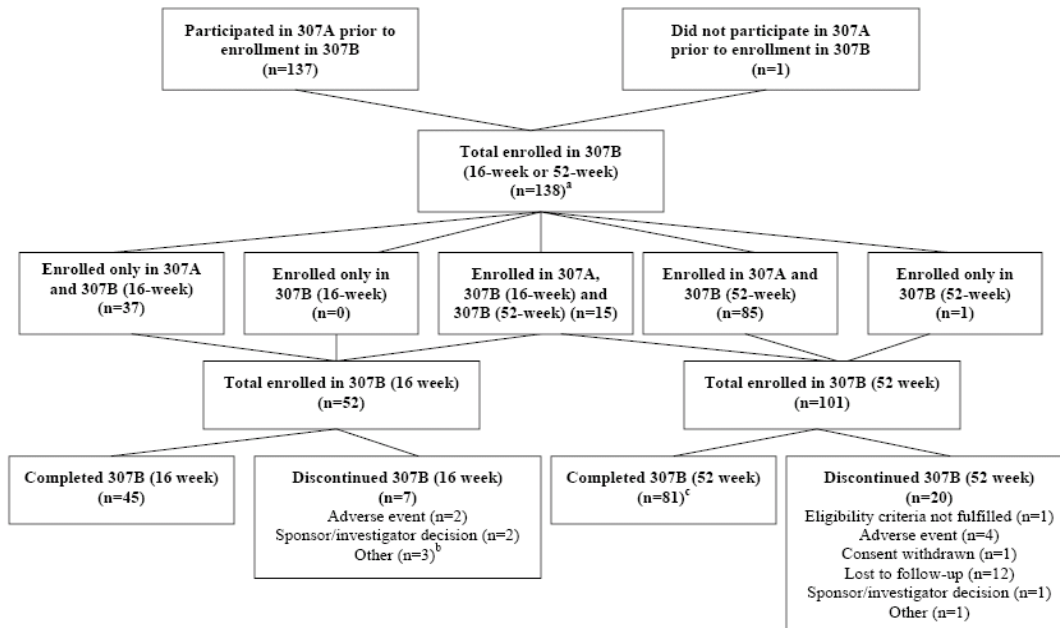 Participated in 307A prior to
enrollment in 307B
(n=137)
Did not participate in 307A
prior to enrollment in 307B
(n=1)
Total enrolled in 307B
(16-week or 52-week)
(n=138)a
Enrolled only in 307A
and 307B (16-week)
(n=37)
Enrolled only in
307B (16-week)
(n=0)
Enrolled in 307A,
307B (16-week) and
307B (52-week) (n=15)
Enrolled in 307A and
307B (52-week)
(n=85)
Enrolled only in
307B (52-week)
(n=1)
Total enrolled in 307B (16 week)
(n=52)
Total enrolled in 307B (52 week)
(n=101)
Completed 307B (16 week)
(n=45)
Discontinued 307B (16 week)
(n=7)
Adverse event (n=2)
Sponsor/investigator decision (n=2)
Other (n=3)b
Completed 307B (52 week)
(n=81)c
Discontinued 307B (52 week)
(n=20)
Eligibility criteria not fulfilled (n=1)
Adverse event (n=4)
Consent withdrawn (n=1)
Lost to follow-up (n=12)
Sponsor/investigator decision (n=1)
Other (n=1)